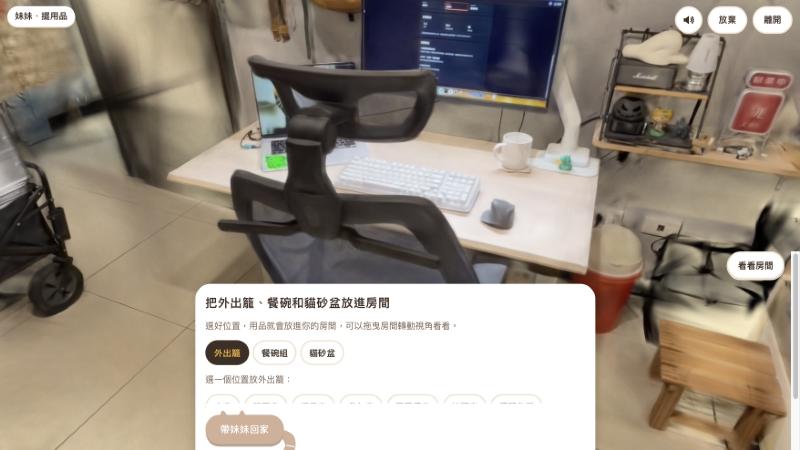 妹妹・擺用品
放棄
離開
Marshall
看看房間
把外出籠、餐碗和貓砂盆放進房間
選好位置，用品就會放進你的房間，可以拖曳房間轉動視角看看。
外出籠
餐碗組
貓砂盆
選一個位置放外出籠：
帶妹妹回家